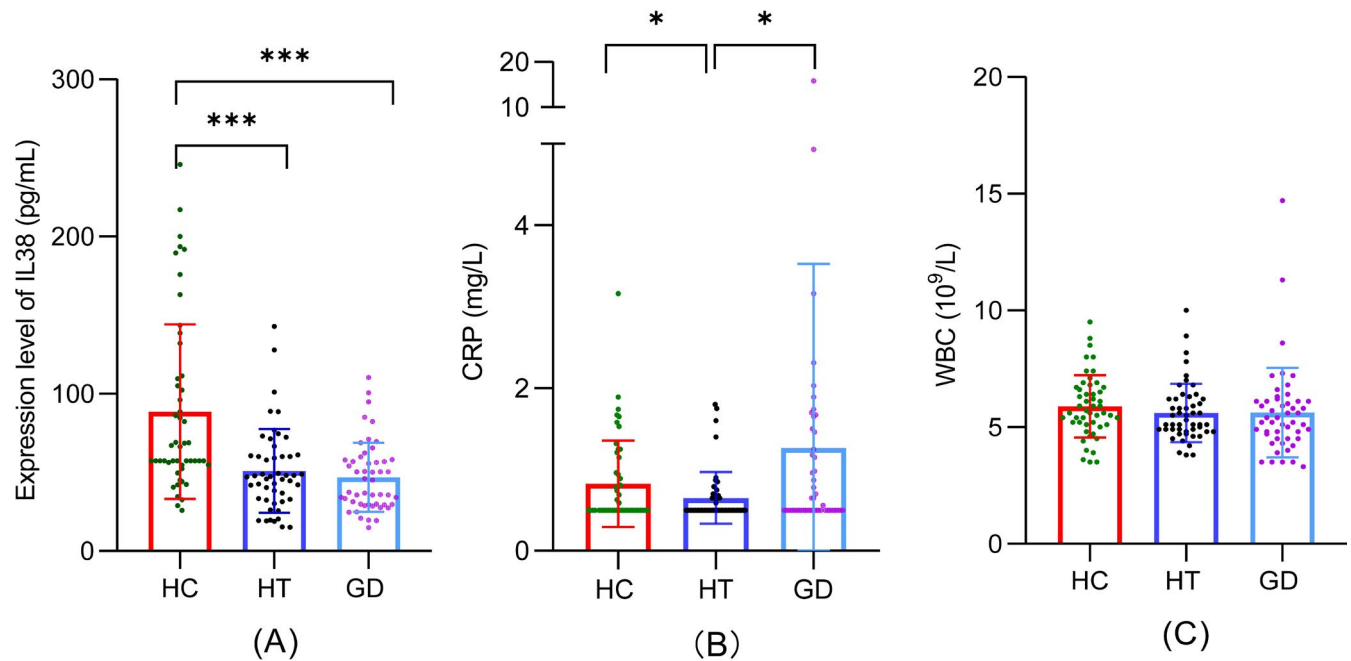 ***
***
300
200
100
0
Expression level of IL38 (pg/mL)
HC HT GD
(A)
* *
20
10
4
2
0
CRP (mg/L)
HC HT GD
(B)
20
15
10
5
0
WBC (10⁹/L)
HC HT GD
(C)